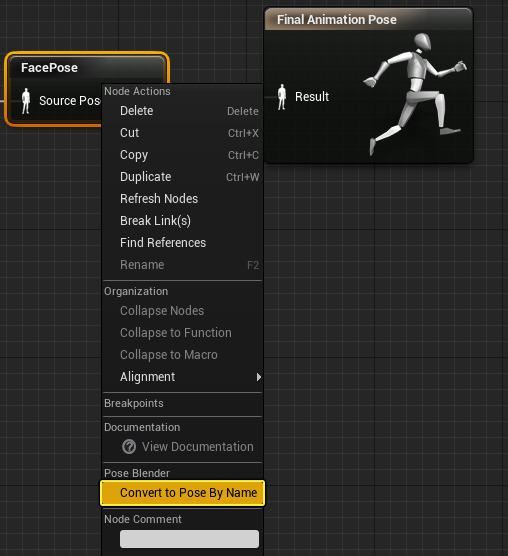 Final Animation Pose
FacePose
Source Pos
Result
Node Actions
Delete Delete
Cut Ctrl+X
Copy Ctrl+C
Duplicate Ctrl+W
Refresh Nodes
Break Link(s)
Find References
Rename F2
Organization
Collapse Nodes
Collapse to Function
Collapse to Macro
Alignment
Breakpoints
Documentation
View Documentation
Pose Blender
Convert to Pose By Name
Node Comment